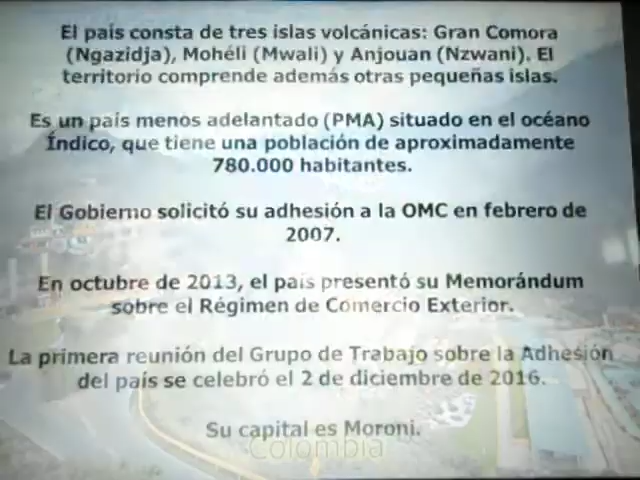 El país consta de tres islas volcánicas: Gran Comora
(Ngazidja), Mohéli (Mwali) y Anjouan (Nzwani). El
territorio comprende además otras pequeñas islas.
Es un país menos adelantado (PMA) situado en el océano
Índico, que tiene una población de aproximadamente
780.000 habitantes.
El Gobierno solicitó su adhesión a la OMC en febrero de
2007.
En octubre de 2013, el país presentó su Memorándum
sobre el Régimen de Comercio Exterior.
La primera reunión del Grupo de Trabajo sobre la Adhesión
del país se celebró el 2 de diciembre de 2016.
Su capital es Moroni.
Colombia